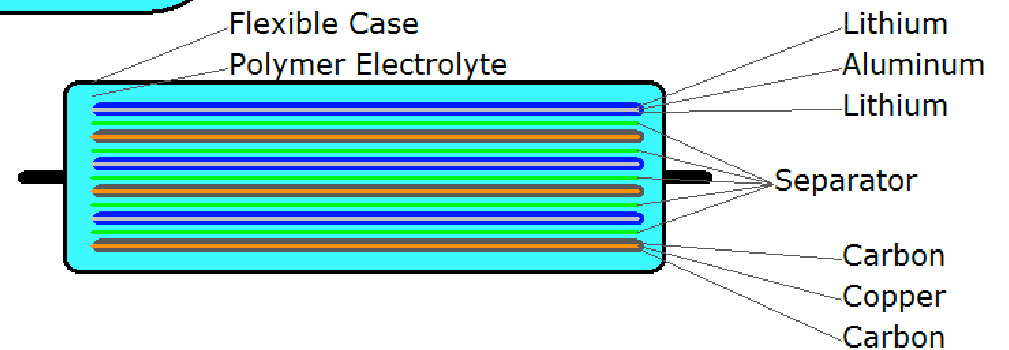 Flexible Case
Polymer Electrolyte
Lithium
Aluminum
Lithium
Separator
Carbon
Copper
Carbon